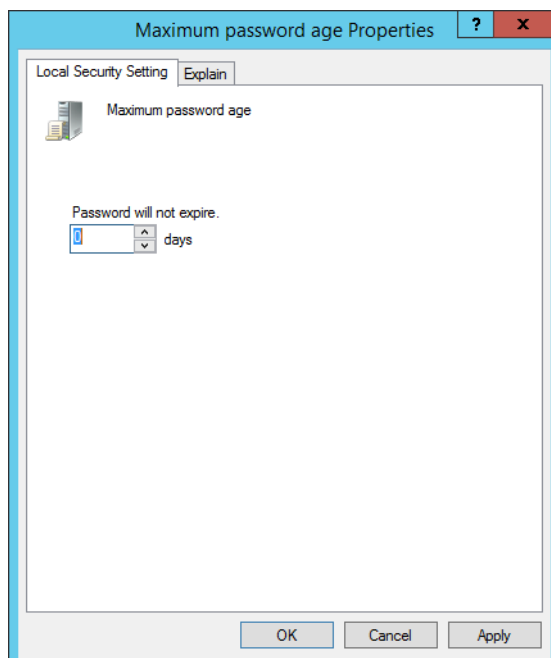 Maximum password age Properties
? x
Local Security Setting Explain
Maximum password age
Password will not expire.
0 days
OK Cancel Apply